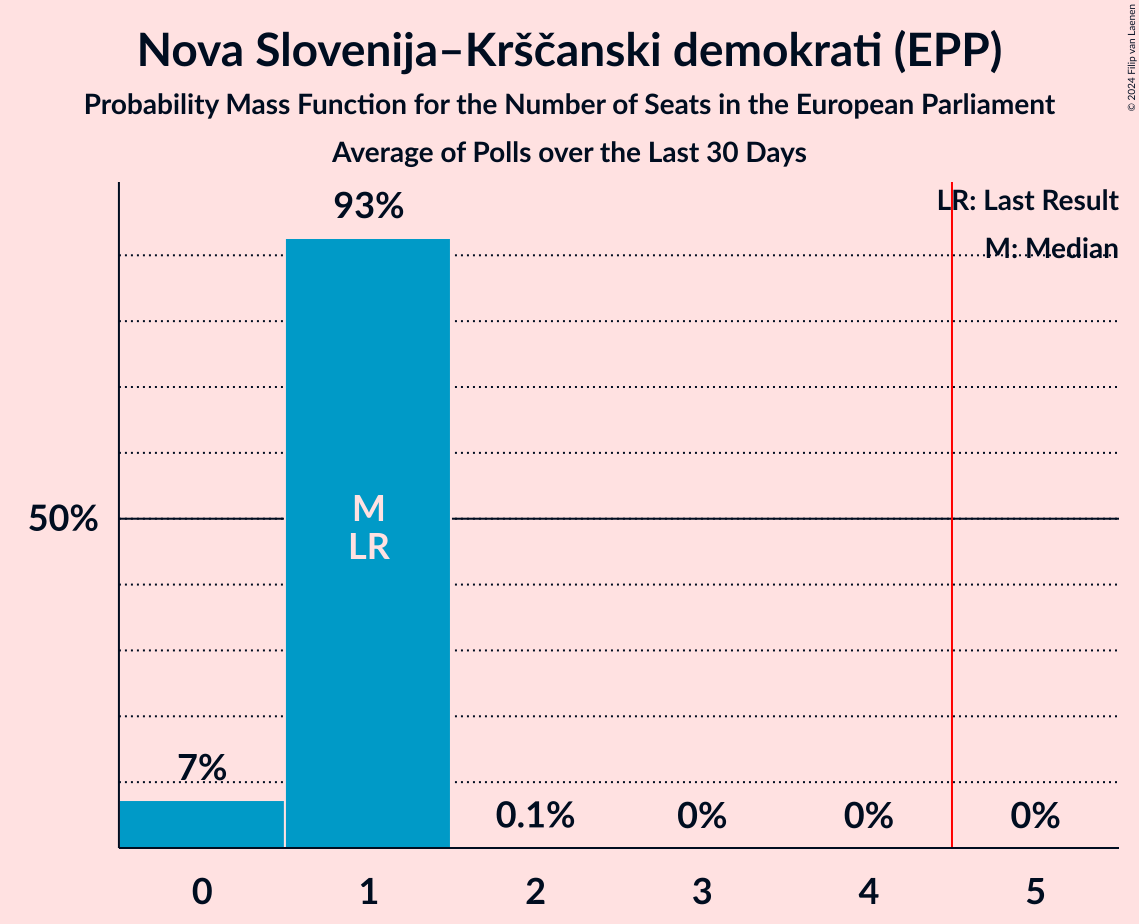 Nova Slovenija–Krščanski demokrati (EPP)
Probability Mass Function for the Number of Seats in the European Parliament
Average of Polls over the Last 30 Days
© 2024 Filip van Laenen
LR: Last Result
M: Median
93%
50%
M
LR
7%
0.1%
0%
0%
0%
0
1
2
3
4
5